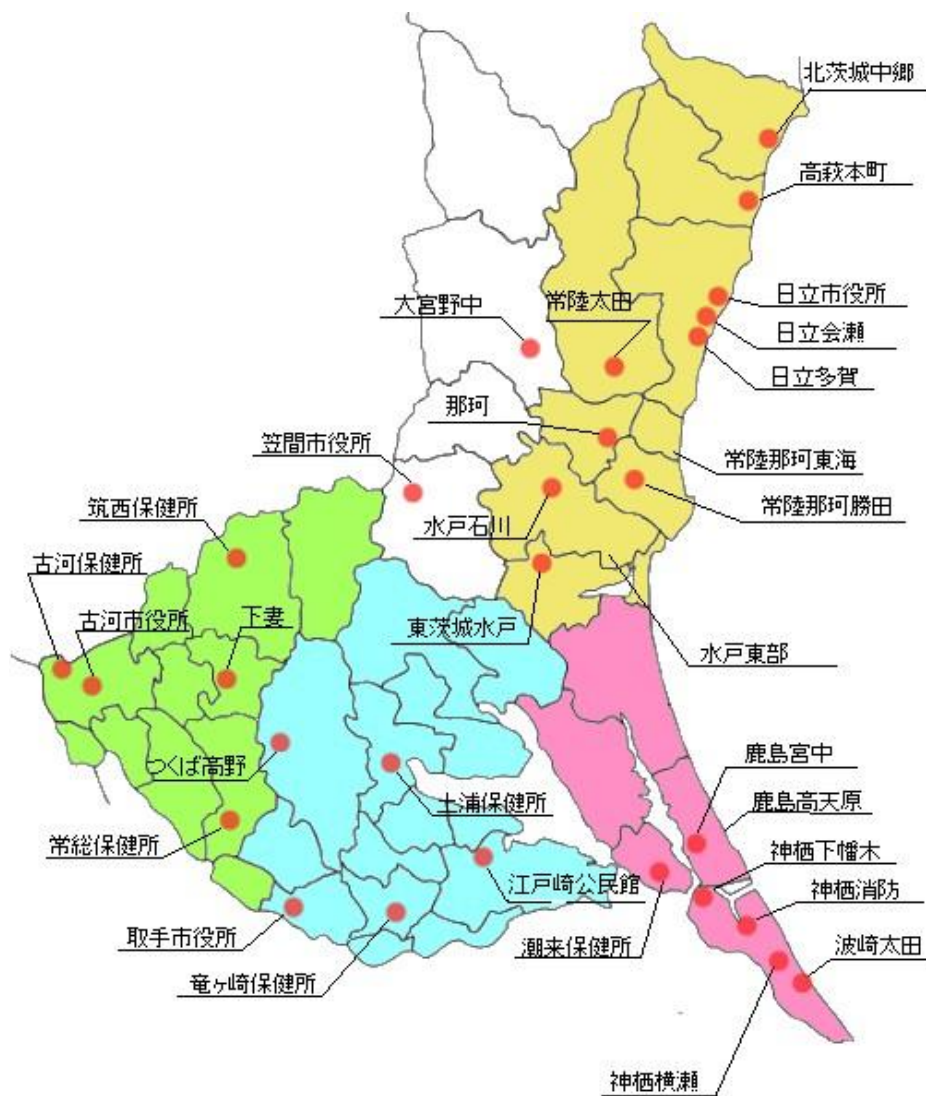 北茨城中郷
高萩本町
日立市役所
大宮野中
常陸太田
日立会瀬
日立多賀
那珂
笠間市役所
常陸那珂東海
筑西保健所
水戸石川
常陸那珂勝田
古河保健所
古河市役所
下妻
東茨城水戸
水戸東部
つくば高野
鹿島宮中
土浦保健所
鹿島高天原
常総保健所
神栖下幡木
江戸崎公民館
神栖消防
取手市役所
潮来保健所
波崎太田
竜ヶ崎保健所
神栖横瀬